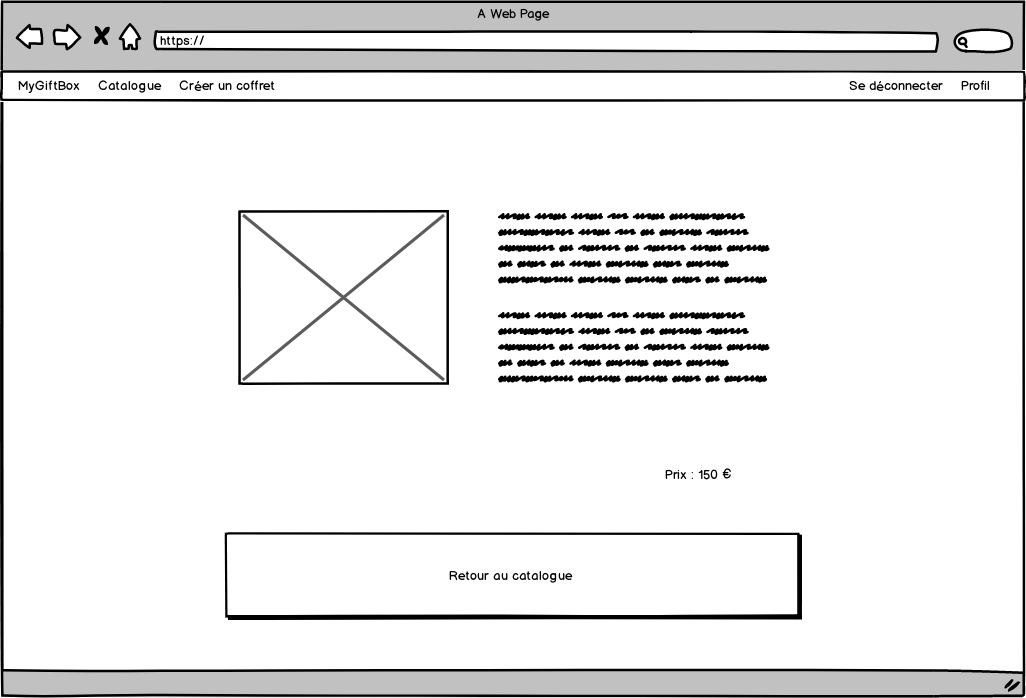 A Web Page
https://
MyGiftBox Catalogue Créer un coffret Se déconnecter Profil
Prix : 150 €
Retour au catalogue